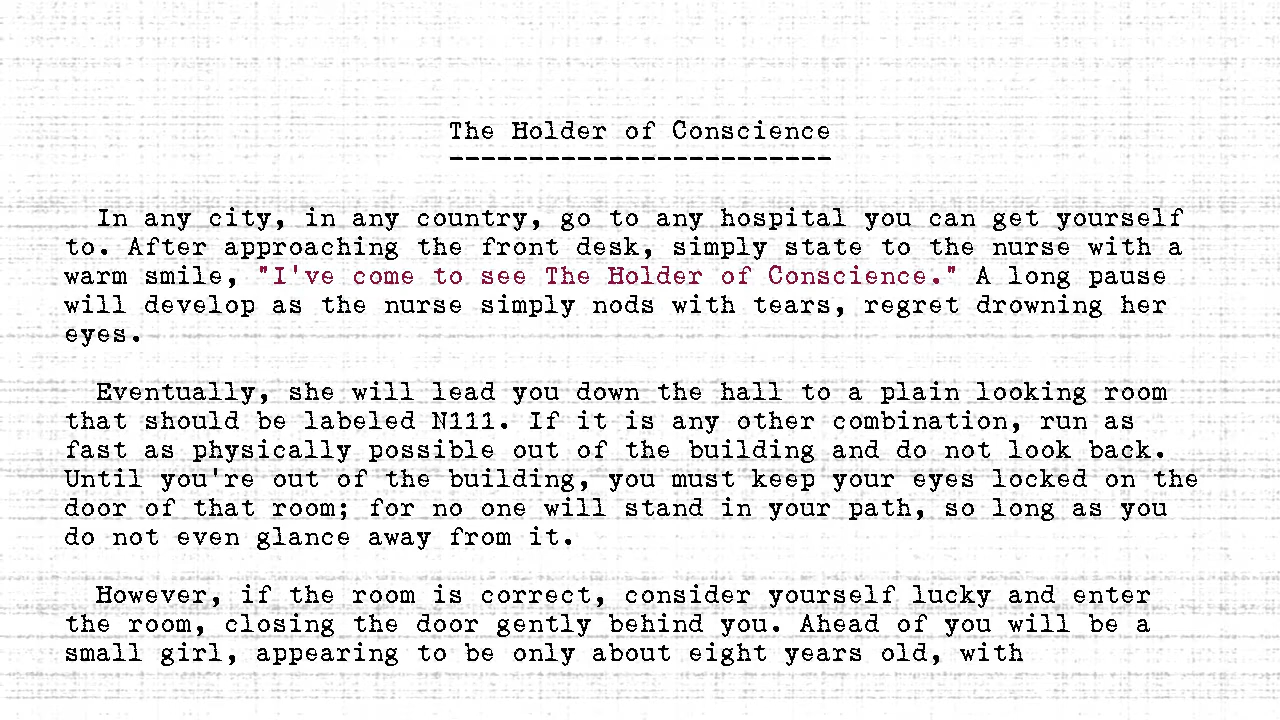 The Holder of Conscience
------------------------
In any city, in any country, go to any hospital you can get yourself
to. After approaching the front desk, simply state to the nurse with a
warm smile, "I've come to see The Holder of Conscience." A long pause
will develop as the nurse simply nods with tears, regret drowning her
eyes.
Eventually, she will lead you down the hall to a plain looking room
that should be labeled N111. If it is any other combination, run as
fast as physically possible out of the building and do not look back.
Until you're out of the building, you must keep your eyes locked on the
door of that room; for no one will stand in your path, so long as you
do not even glance away from it.
However, if the room is correct, consider yourself lucky and enter
the room, closing the door gently behind you. Ahead of you will be a
small girl, appearing to be only about eight years old, with